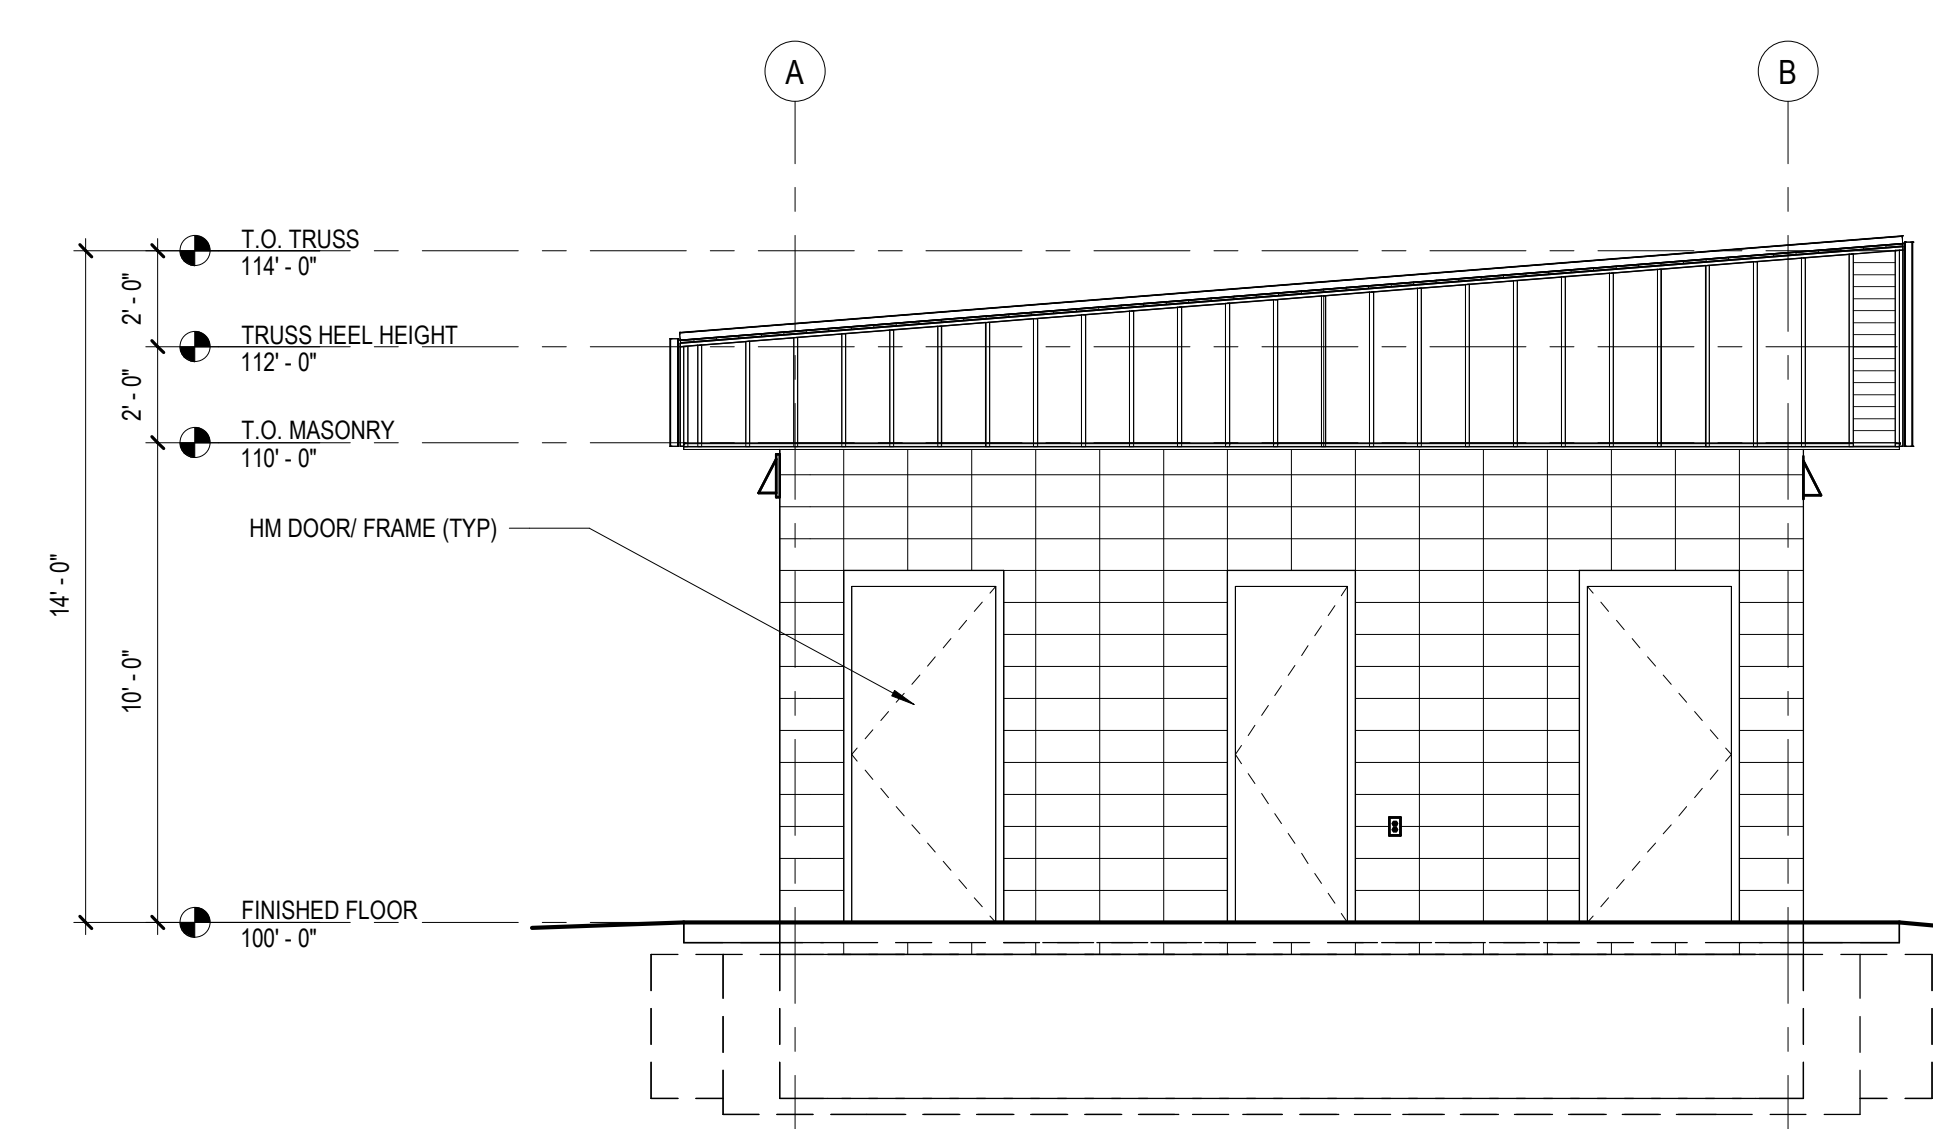 A
B
T.O. TRUSS
114' - 0"
2' - 0"
TRUSS HEEL HEIGHT
112' - 0"
2' - 0"
T.O. MASONRY
110' - 0"
HM DOOR/ FRAME (TYP)
14' - 0"
10' - 0"
FINISHED FLOOR
100' - 0"